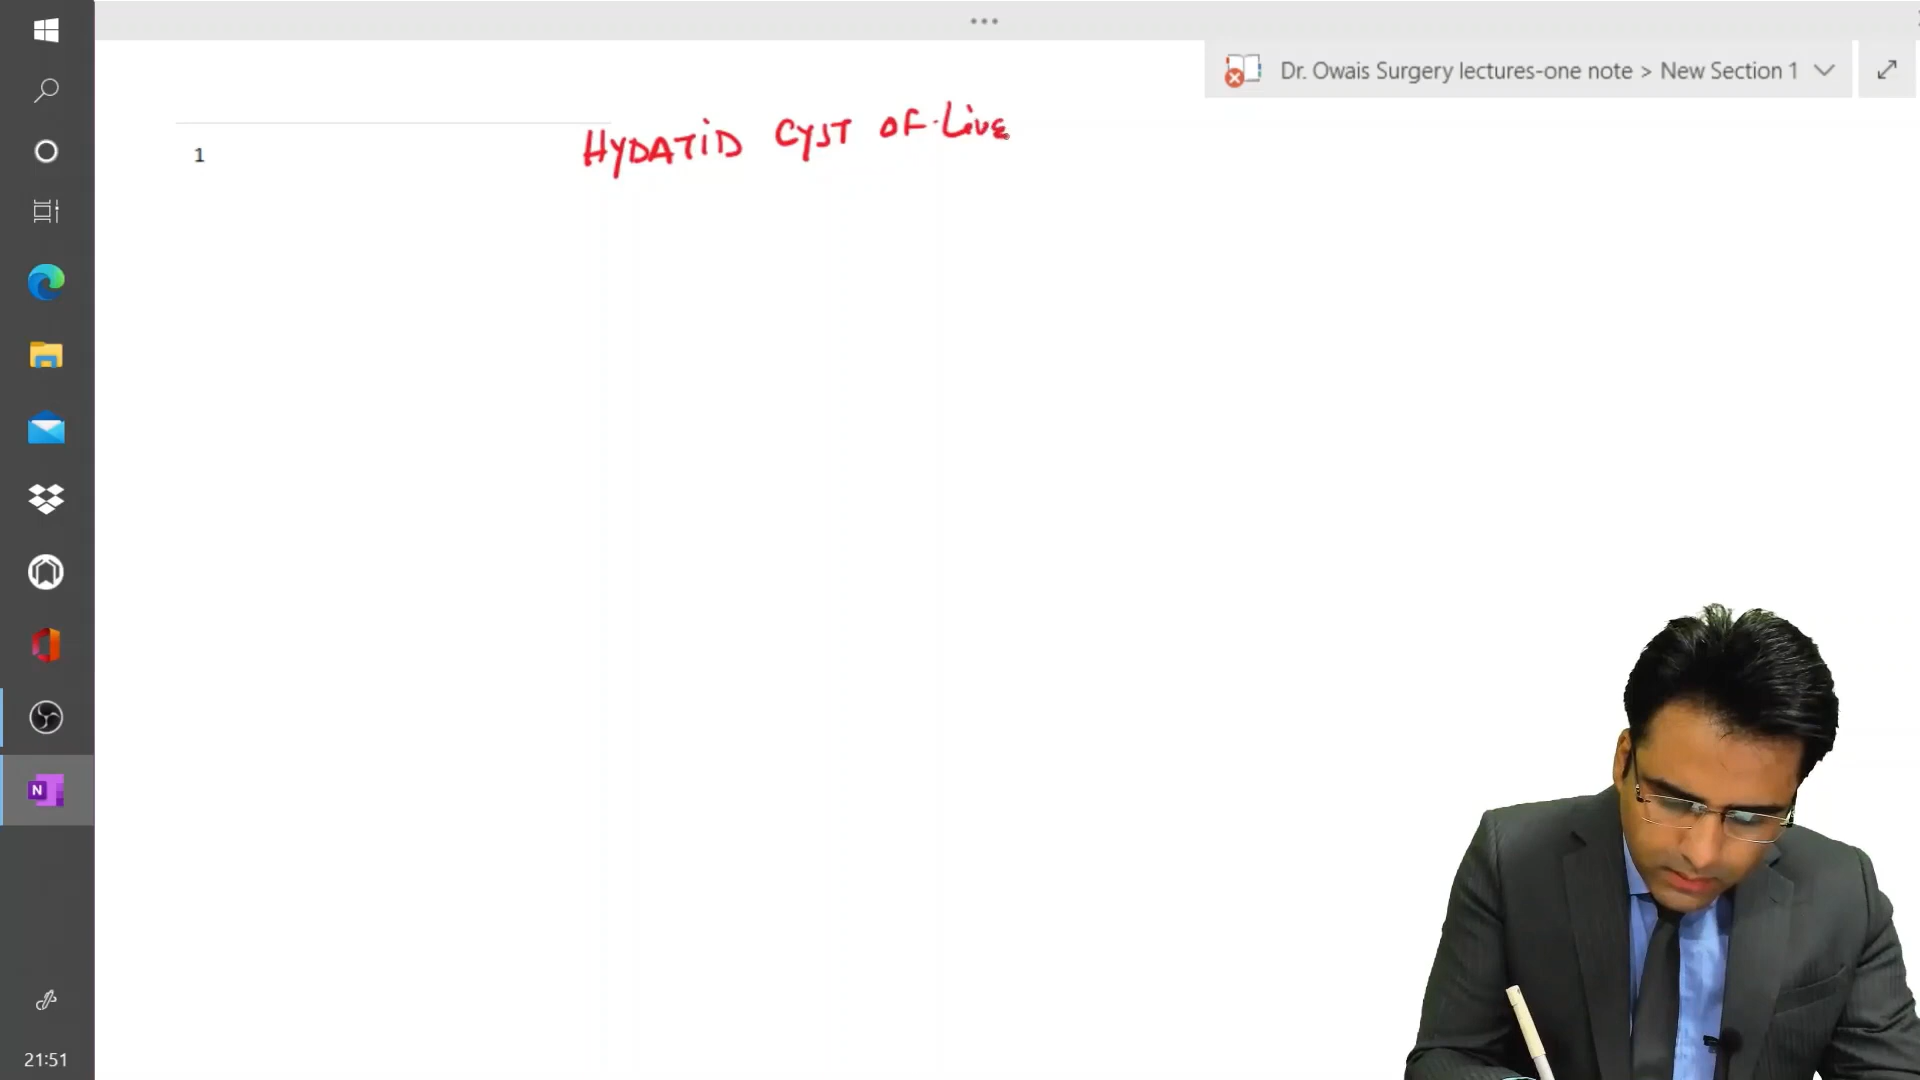 Dr. Owais Surgery lectures-one note > New Section 1
HYDATID CYST OF Live
1
N
21:51